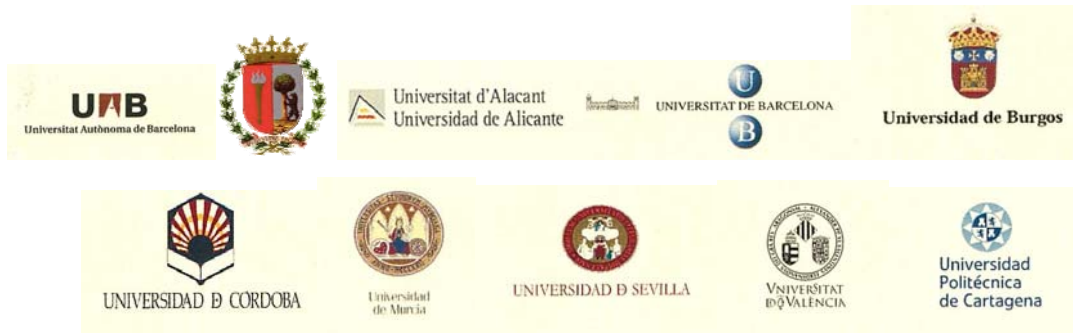 UAB
Universitat Autònoma de Barcelona
Universitat d'Alacant
Universidad de Alicante
U
UNIVERSITAT DE BARCELONA
B
Universidad de Burgos
UNIVERSIDAD Ð CORDOBA
Universidad
de Murcia
UNIVERSIDAD Ð SEVILLA
VNIVERSITAT
DǾVALÈNCIA
Universidad
Politécnica
de Cartagena